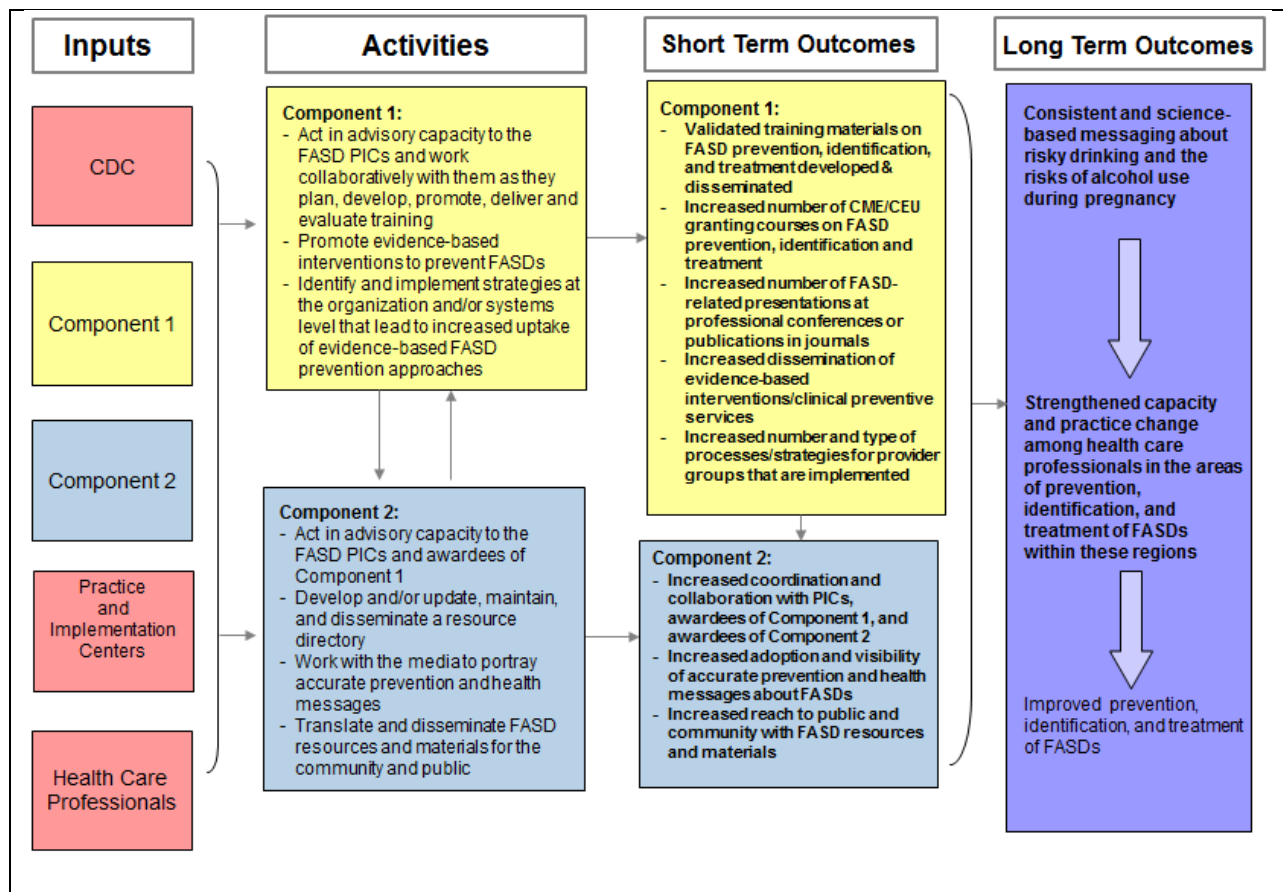 Inputs
Activities
Short Term Outcomes
Long Term Outcomes
CDC
Component 1
Component 2
Practice
and
Implementation
Centers
Health Care
Professionals
Component 1:
- Act in advisory capacity to the
FASD PICs and work
collaboratively with them as they
plan, develop, promote, deliver and
evaluate training
- Promote evidence-based
interventions to prevent FASDs
- Identify and implement strategies at
the organization and/or systems
level that lead to increased uptake
of evidence-based FASD
prevention approaches
Component 2:
- Act in advisory capacity to the
FASD PICs and awardees of
Component 1
- Develop and/or update, maintain,
and disseminate a resource
directory
- Work with the media to portray
accurate prevention and health
messages
- Translate and disseminate FASD
resources and materials for the
community and public
Component 1:
- Validated training materials on
FASD prevention, identification,
and treatment developed &
disseminated
- Increased number of CME/CEU
granting courses on FASD
prevention, identification and
treatment
- Increased number of FASD-
related presentations at
professional conferences or
publications in journals
- Increased dissemination of
evidence-based
interventions/clinical preventive
services
- Increased number and type of
processes/strategies for provider
groups that are implemented
Component 2:
- Increased coordination and
collaboration with PICs,
awardees of Component 1, and
awardees of Component 2
- Increased adoption and visibility
of accurate prevention and health
messages about FASDs
- Increased reach to public and
community with FASD resources
and materials
Consistent and science-
based messaging about
risky drinking and the
risks of alcohol use
during pregnancy
Strengthened capacity
and practice change
among health care
professionals in the areas
of prevention,
identification, and
treatment of FASDs
within these regions
Improved prevention,
identification, and treatment
of FASDs